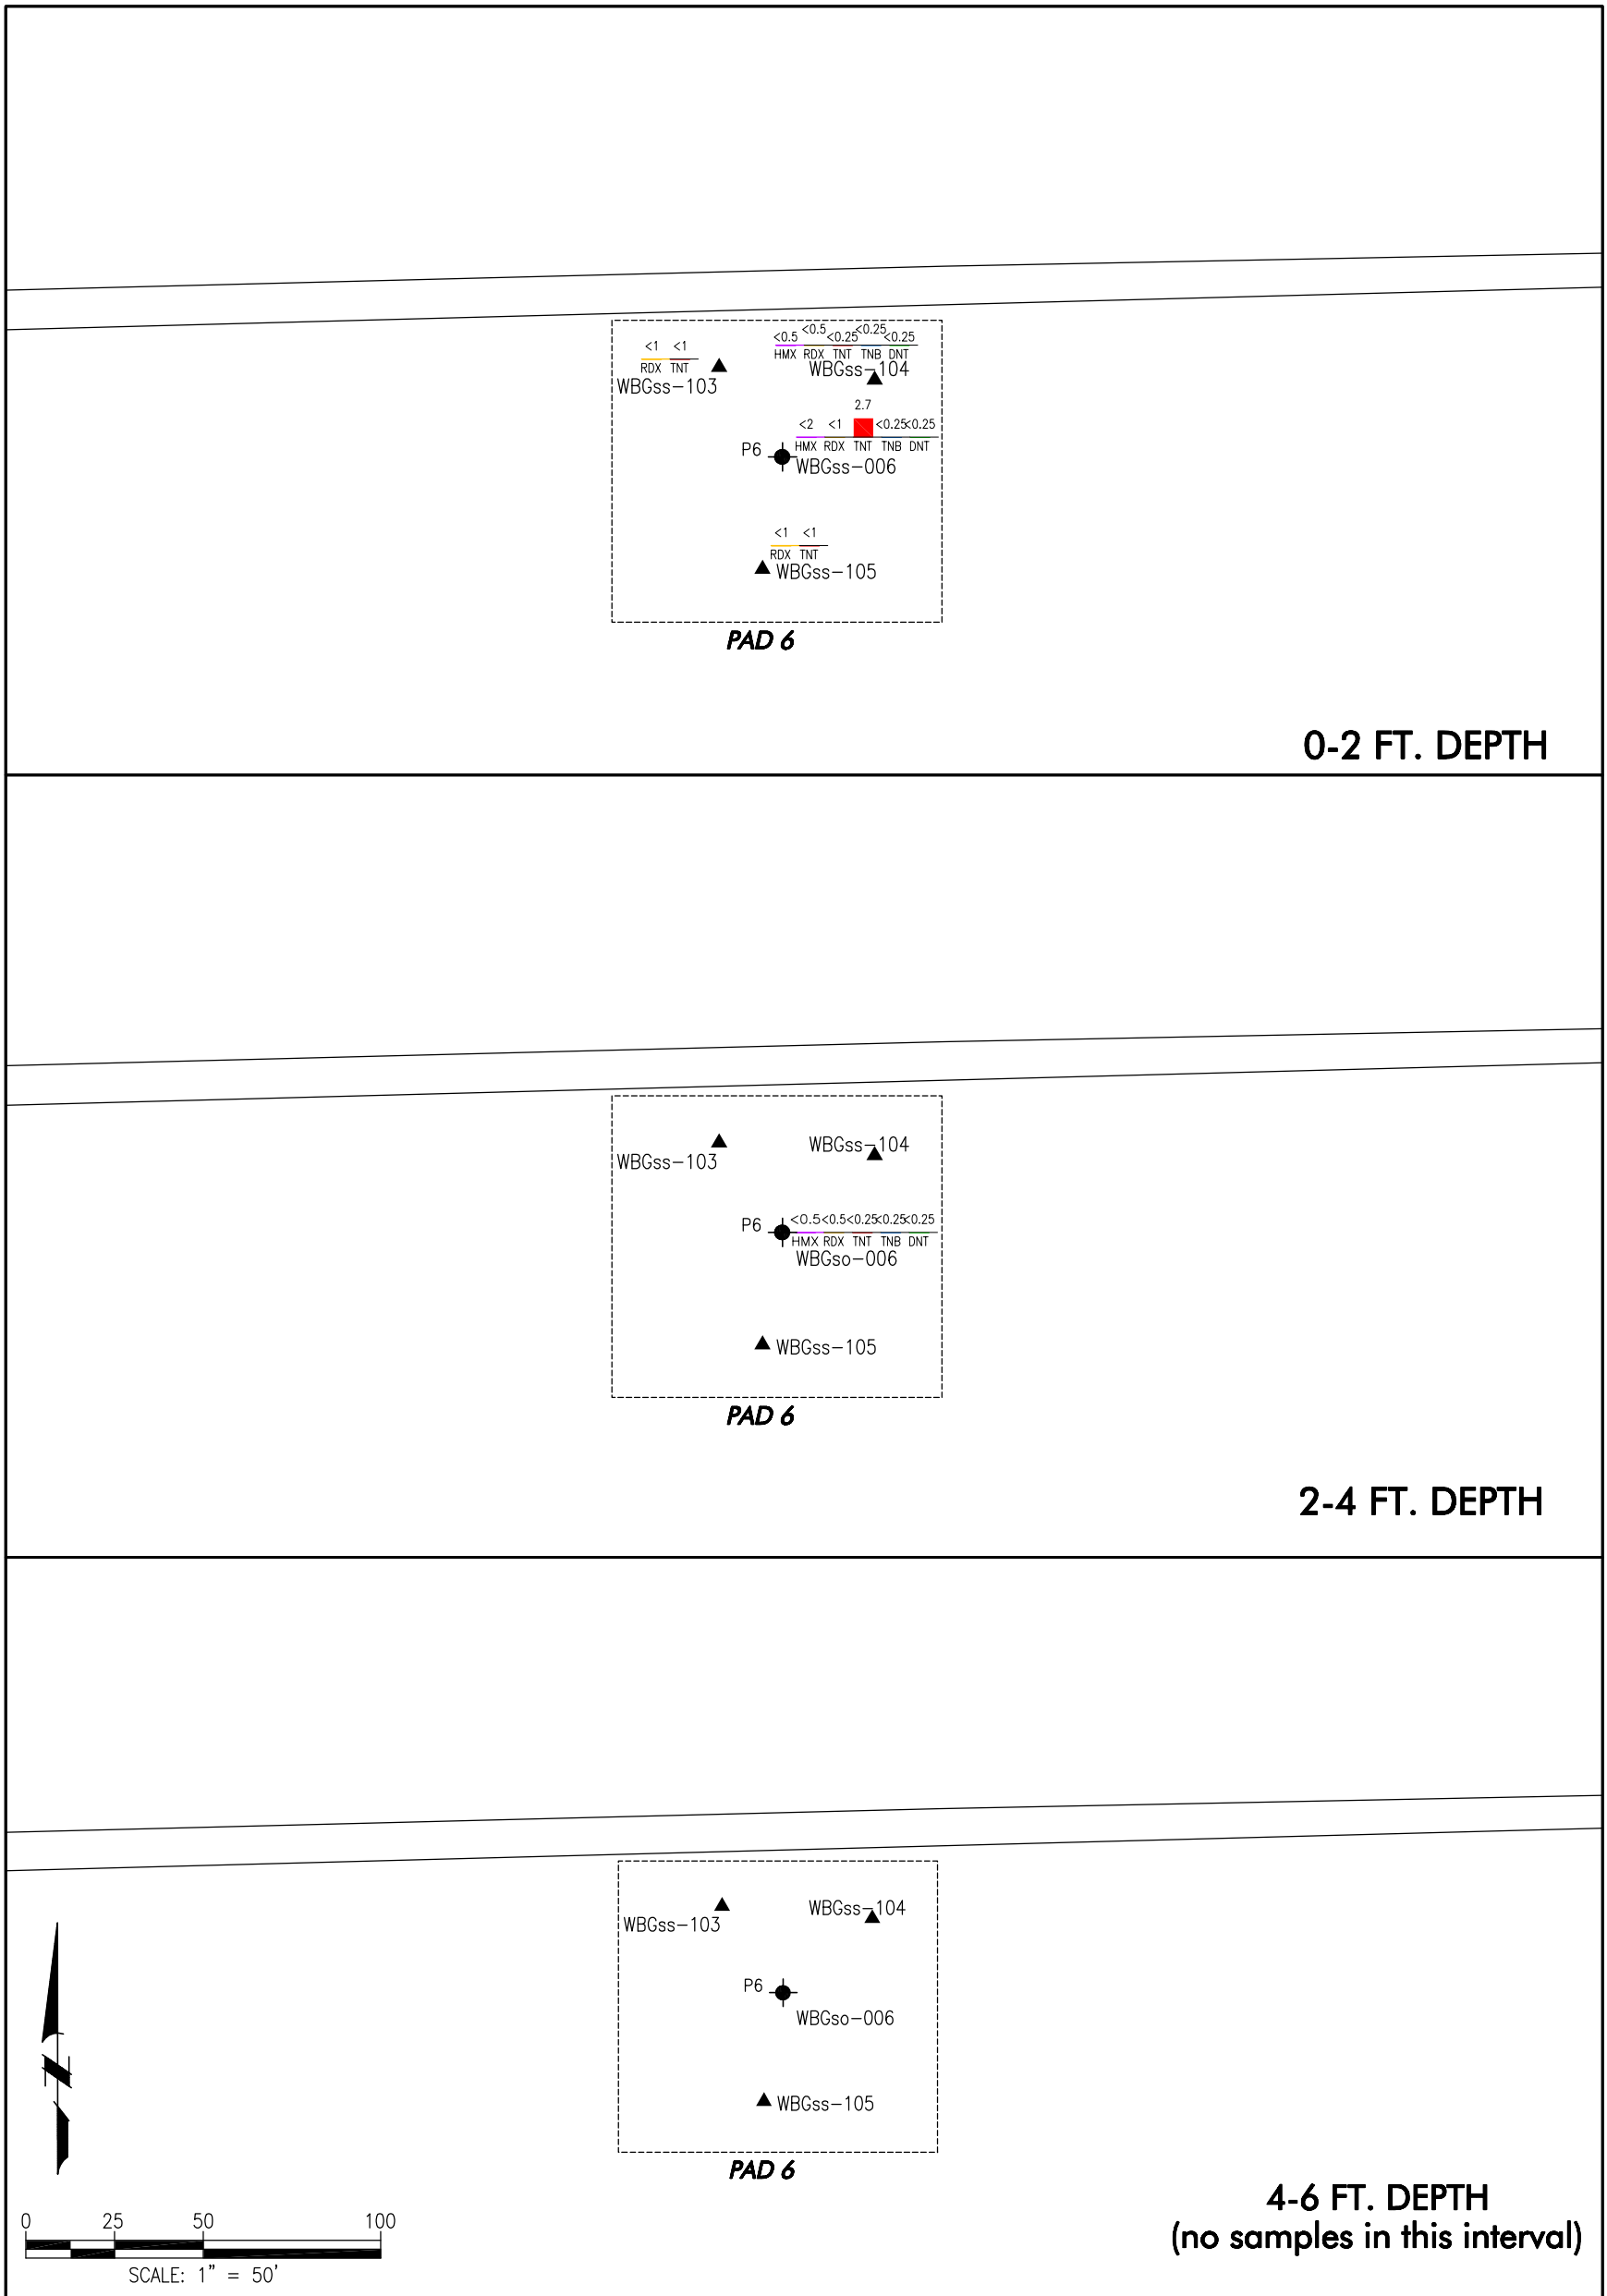 <0.5 <0.5 <0.25 <0.25 <0.25
HMX RDX TNT TNB DNT
WBGss-104
<1 <1
RDX TNT
WBGss-103
2.7
<2 <1 <0.25 <0.25
HMX RDX TNT TNB DNT
P6
WBGss-006
<1 <1
RDX TNT
WBGss-105
PAD 6
0-2 FT. DEPTH
WBGss-104
WBGss-103
P6
<0.5 <0.5 <0.25 <0.25 <0.25
HMX RDX TNT TNB DNT
WBGso-006
WBGss-105
PAD 6
2-4 FT. DEPTH
WBGss-104
WBGss-103
P6
WBGso-006
WBGss-105
PAD 6
4-6 FT. DEPTH
(no samples in this interval)
N
0 25 50 100
SCALE: 1" = 50'